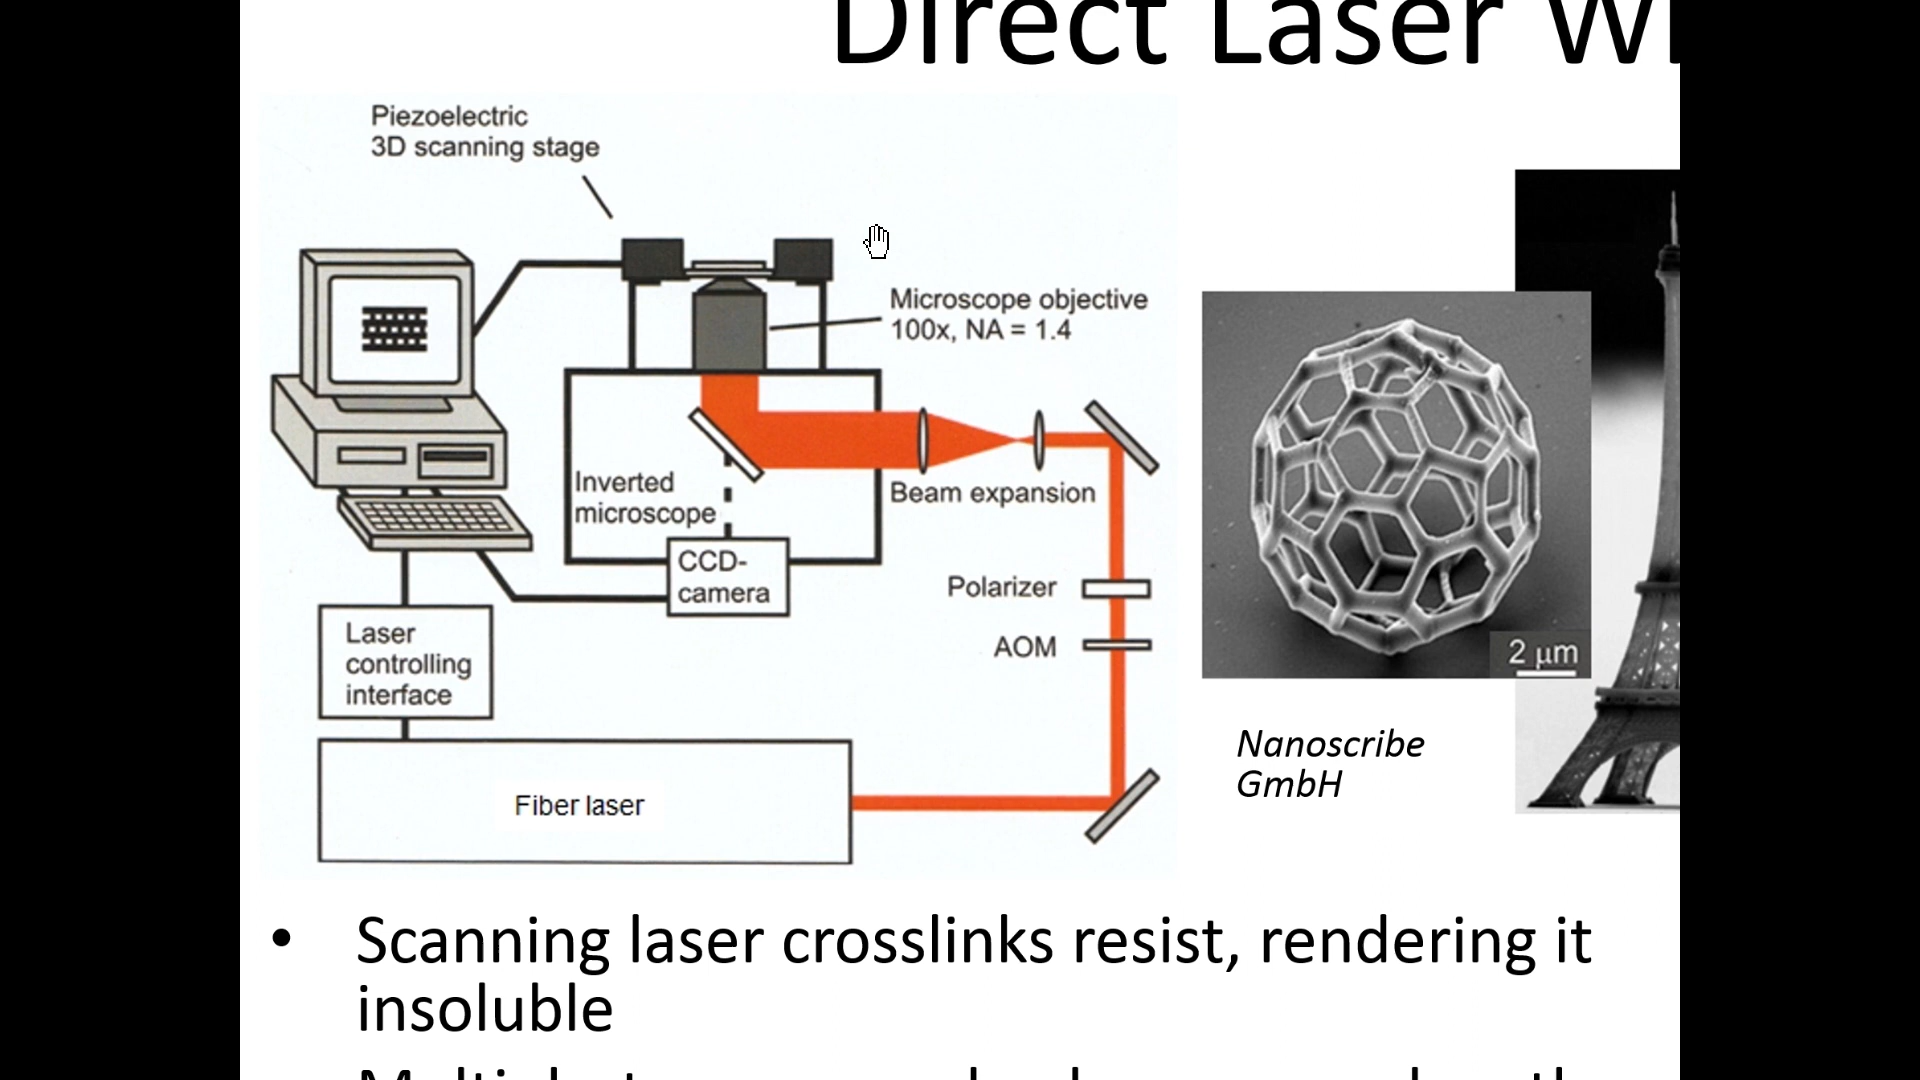 Direct Laser
Piezoelectric
3D scanning stage
Microscope objective
100x, NA = 1.4
Inverted
microscope
Beam expansion
CCD-
camera
Polarizer
AOM
Laser
controlling
interface
Fiber laser
2 μm
Nanoscribe
GmbH
• Scanning laser crosslinks resist, rendering it
insoluble